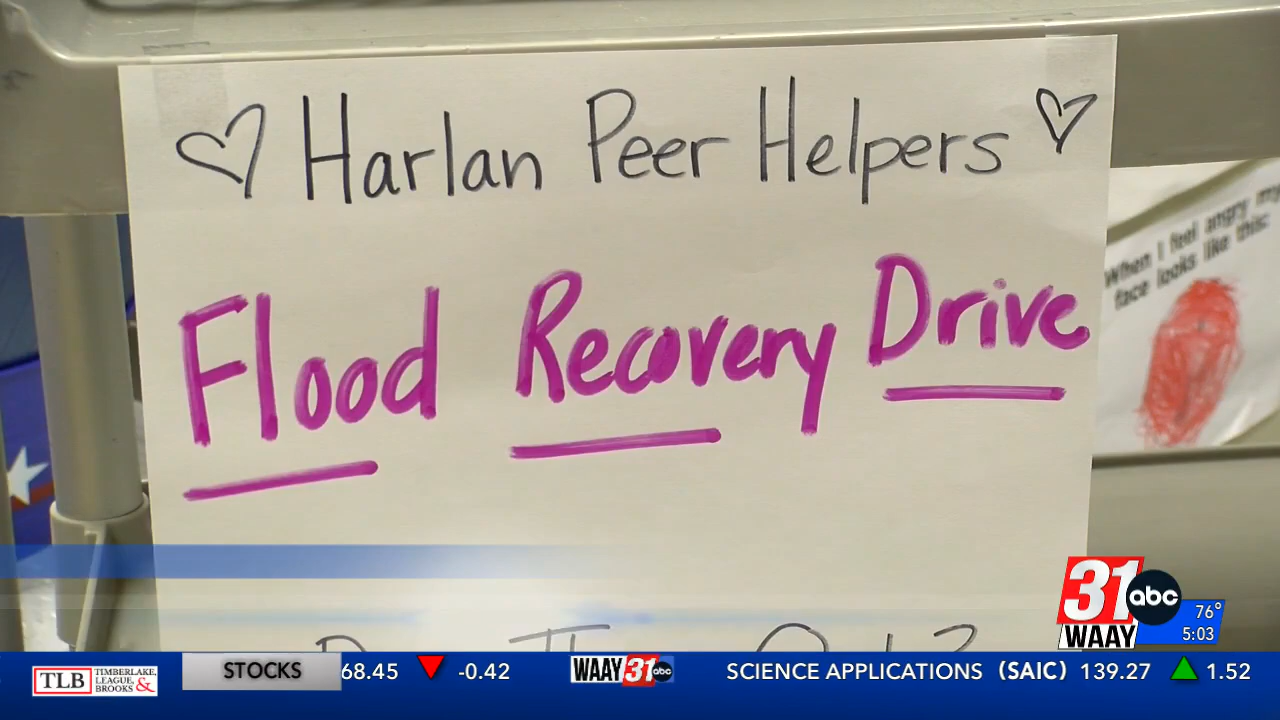 Harlan Peer Helpers
Flood Recovery Drive
When I feel angry my
face looks like this:
31 abc
WAAY
76°
5:03
TLB TIMBERLAKE, LEAGUE, & BROOKS
STOCKS 68.45 -0.42 WAAY 31 abc SCIENCE APPLICATIONS (SAIC) 139.27 1.52